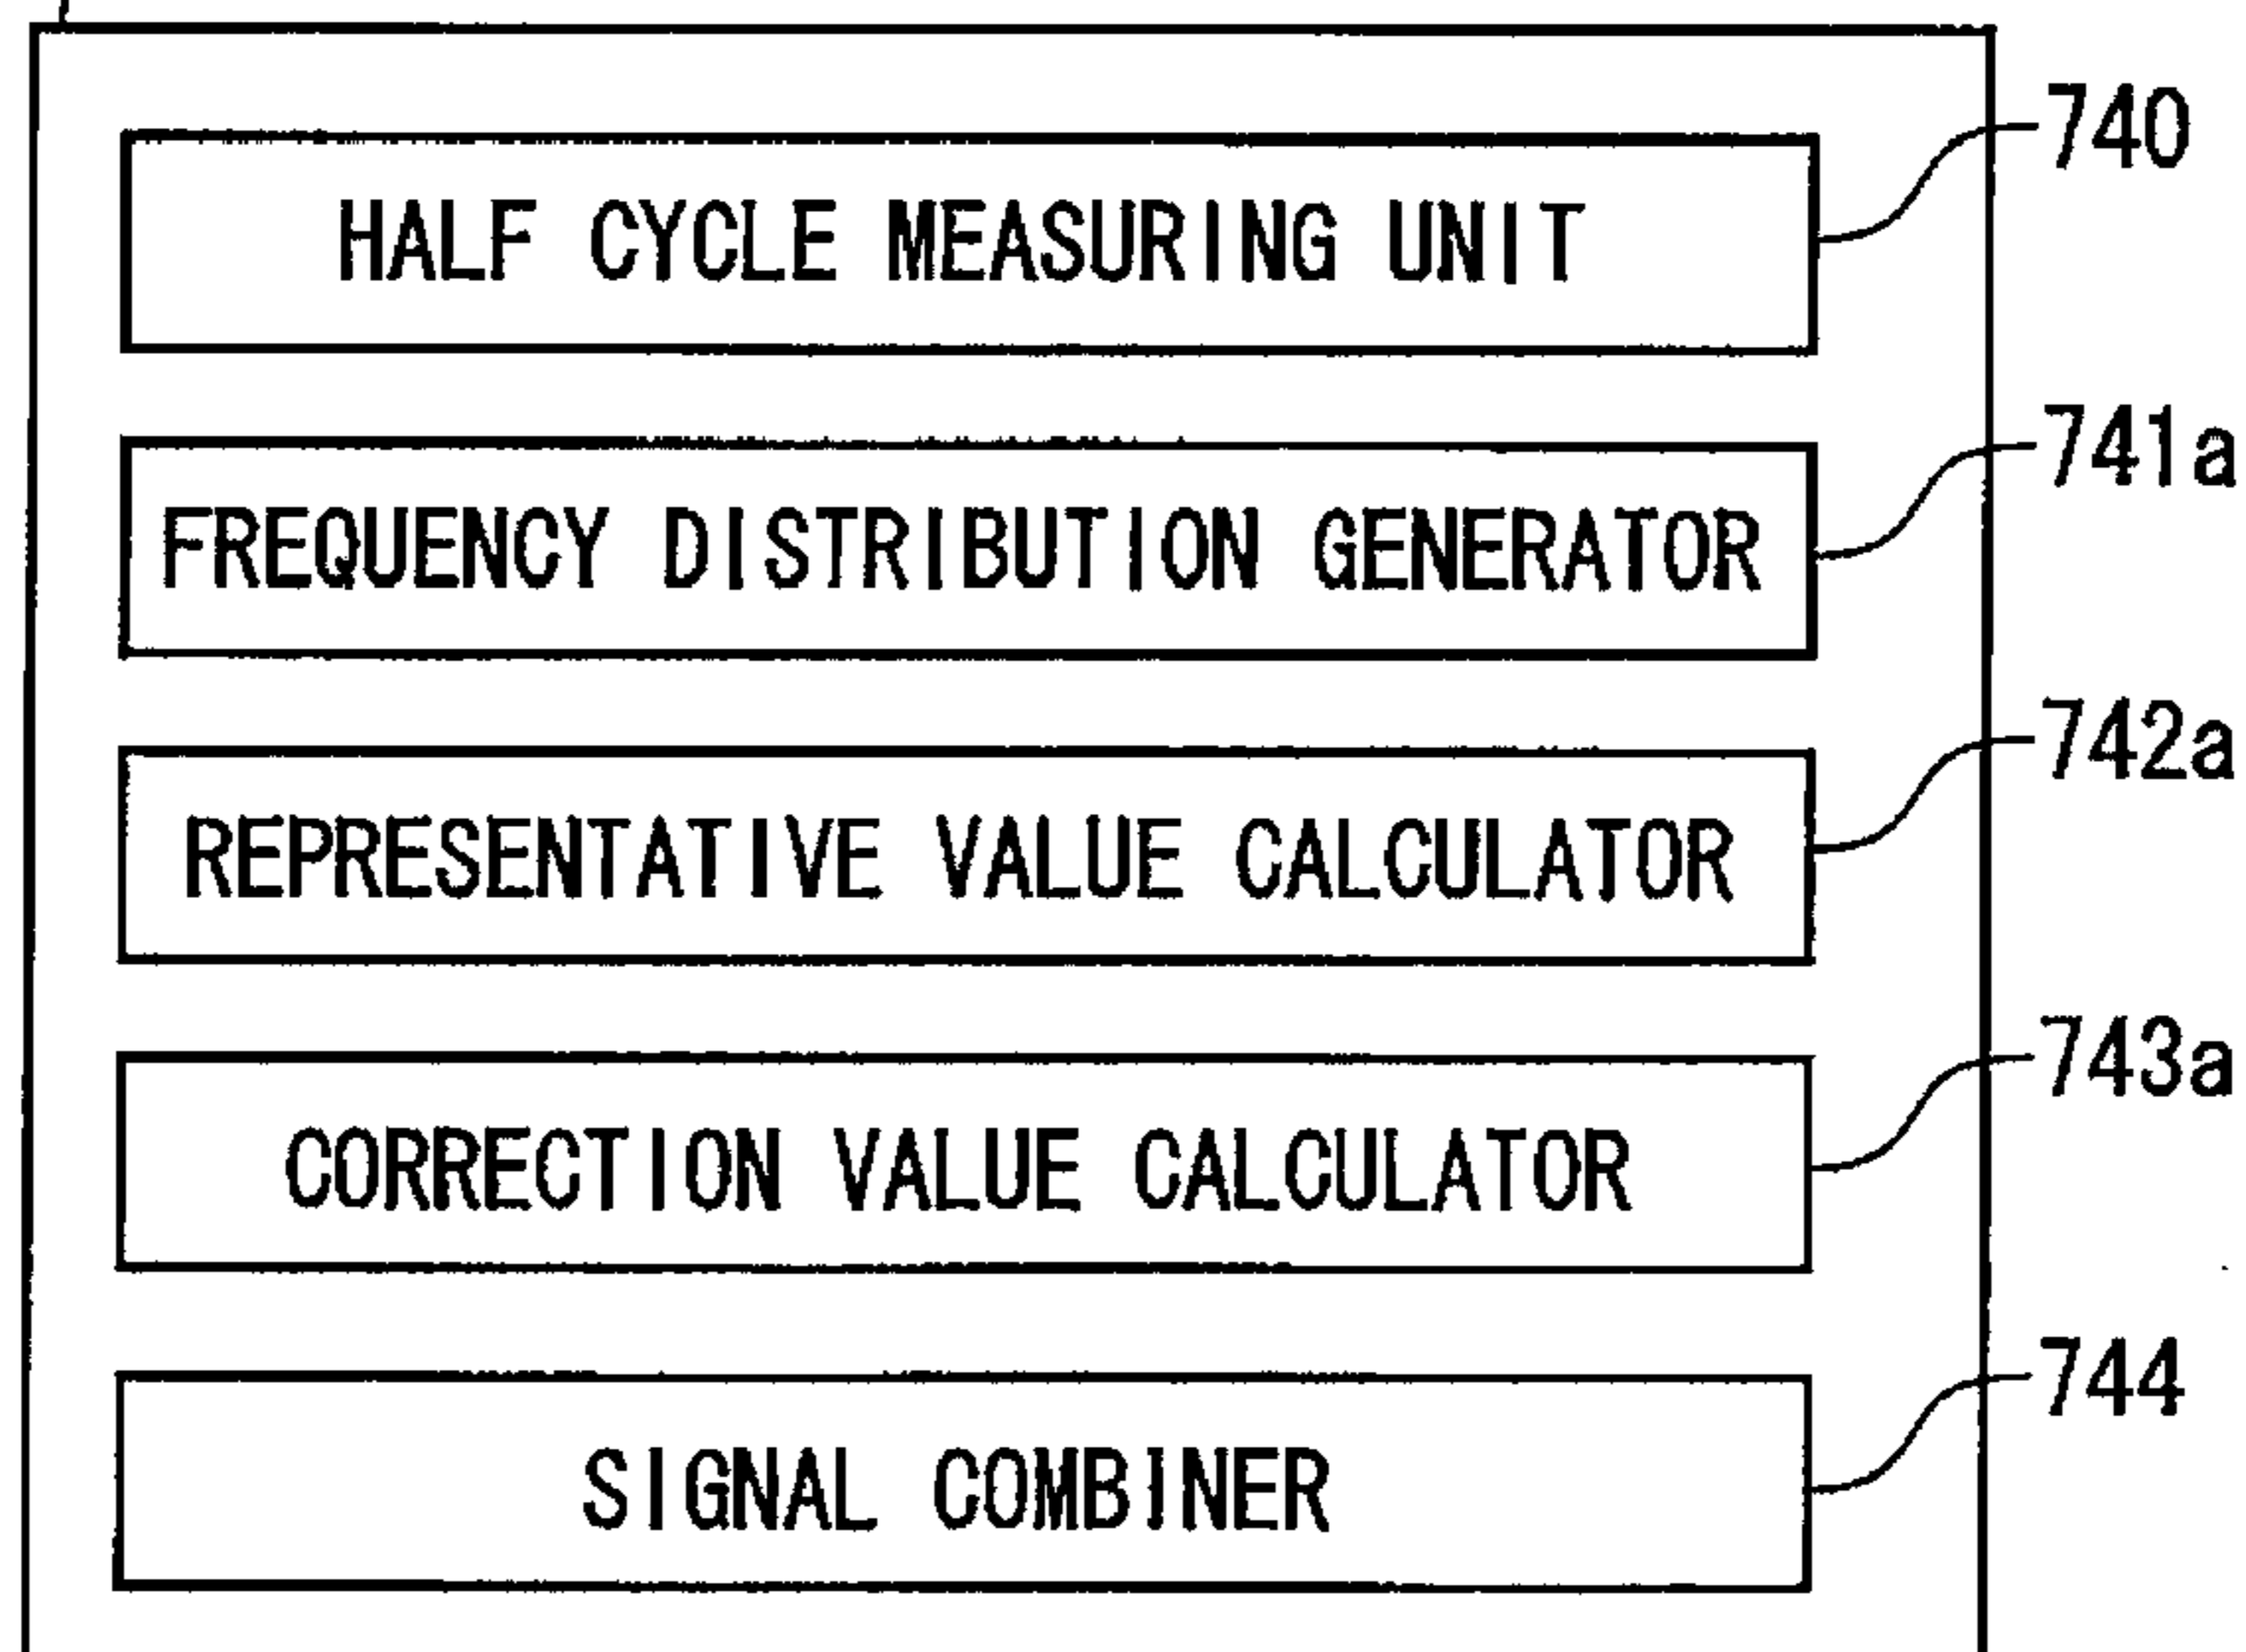 740
HALF CYCLE MEASURING UNIT
741a
FREQUENCY DISTRIBUTION GENERATOR
742a
REPRESENTATIVE VALUE CALCULATOR
743a
CORRECTION VALUE CALCULATOR
744
SIGNAL COMBINER